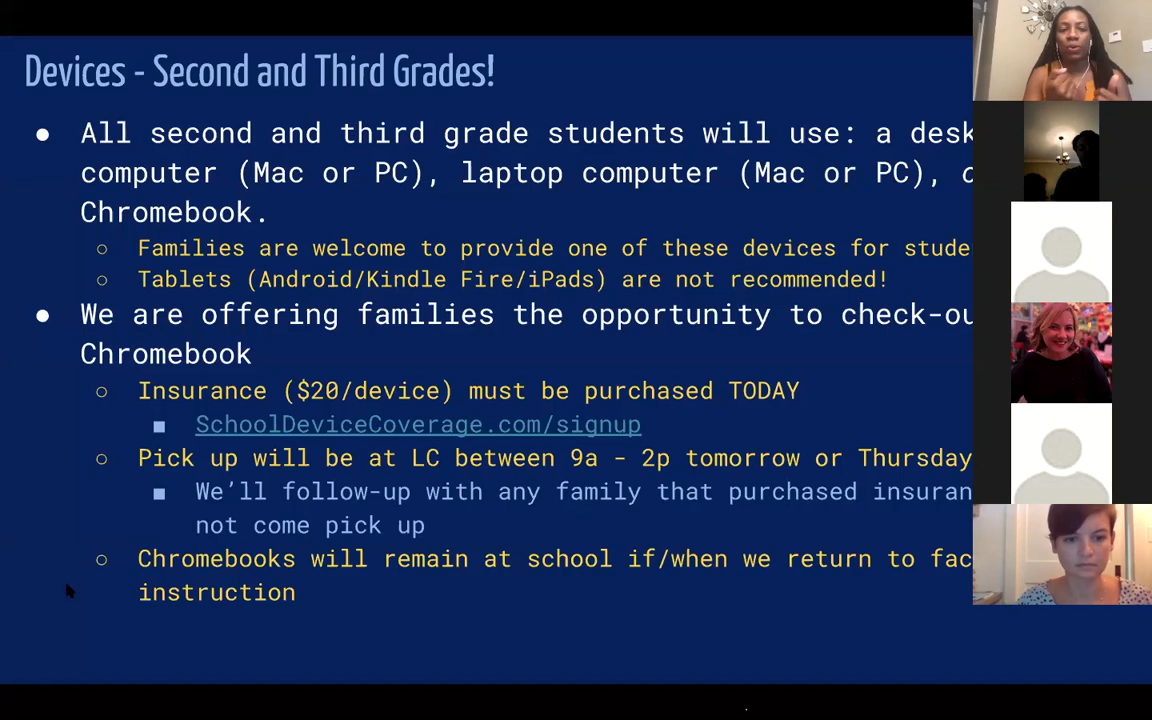 Devices - Second and Third Grades!
● All second and third grade students will use: a desk
computer (Mac or PC), laptop computer (Mac or PC),
Chromebook.
○ Families are welcome to provide one of these devices for stude
○ Tablets (Android/Kindle Fire/iPads) are not recommended!
● We are offering families the opportunity to check-ou
Chromebook
○ Insurance ($20/device) must be purchased TODAY
■ SchoolDeviceCoverage.com/signup
○ Pick up will be at LC between 9a - 2p tomorrow or Thursday
■ We'll follow-up with any family that purchased insuran
not come pick up
○ Chromebooks will remain at school if/when we return to fac
instruction